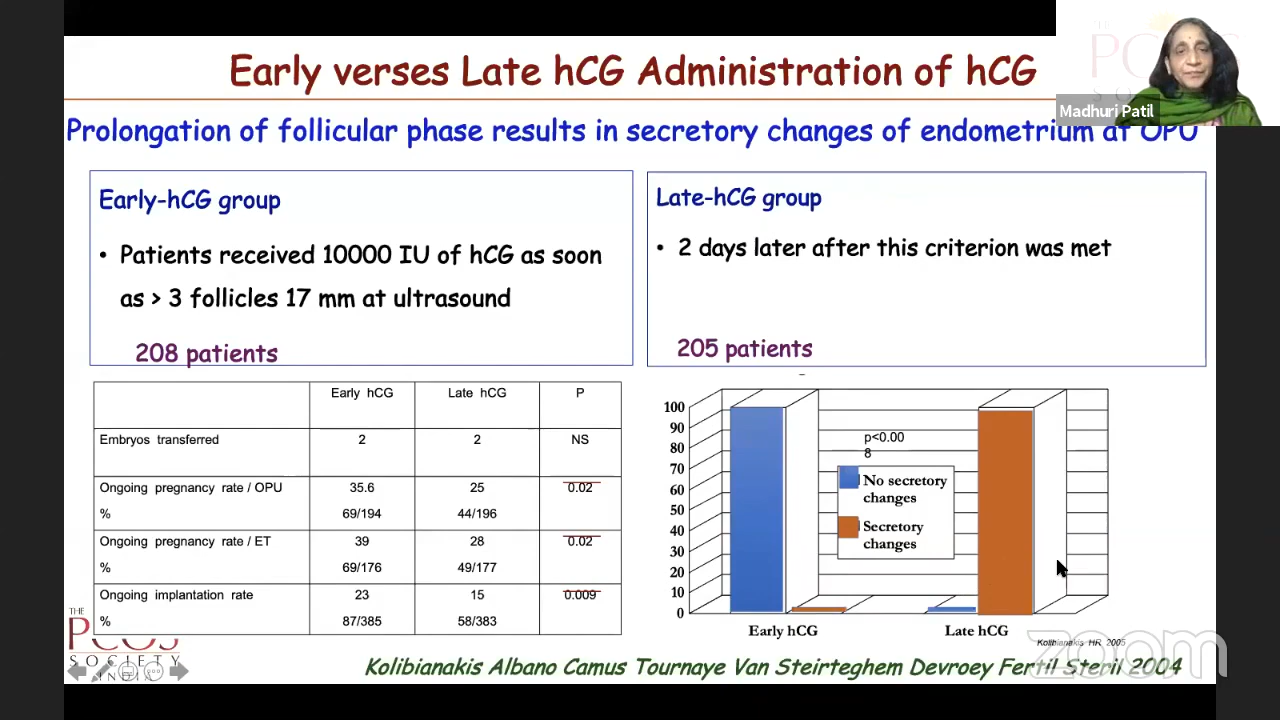 Early verses Late hCG Administration of hCG
Madhuri Patil
Prolongation of follicular phase results in secretory changes of endometrium at OPU
Early-hCG group
• Patients received 10000 IU of hCG as soon
as > 3 follicles 17 mm at ultrasound
208 patients
Late-hCG group
• 2 days later after this criterion was met
205 patients
Early hCG Late hCG P
Embryos transferred 2 2 NS
Ongoing pregnancy rate / OPU 35.6 25 0.02
% 69/194 44/196
Ongoing pregnancy rate / ET 39 28 0.02
% 69/176 49/177
Ongoing implantation rate 23 15 0.009
% 87/385 58/383
100
90
80
70
60
50
40
30
20
10
0
p<0.00
8
No secretory
changes
Secretory
changes
Early hCG Late hCG
Kolibianakis HR 2005
THE
PCOS
SOCIETY
INDIA
Kolibianakis Albano Camus Tournaye Van Steirteghem Devroey Fertil Steril 2004
zoom